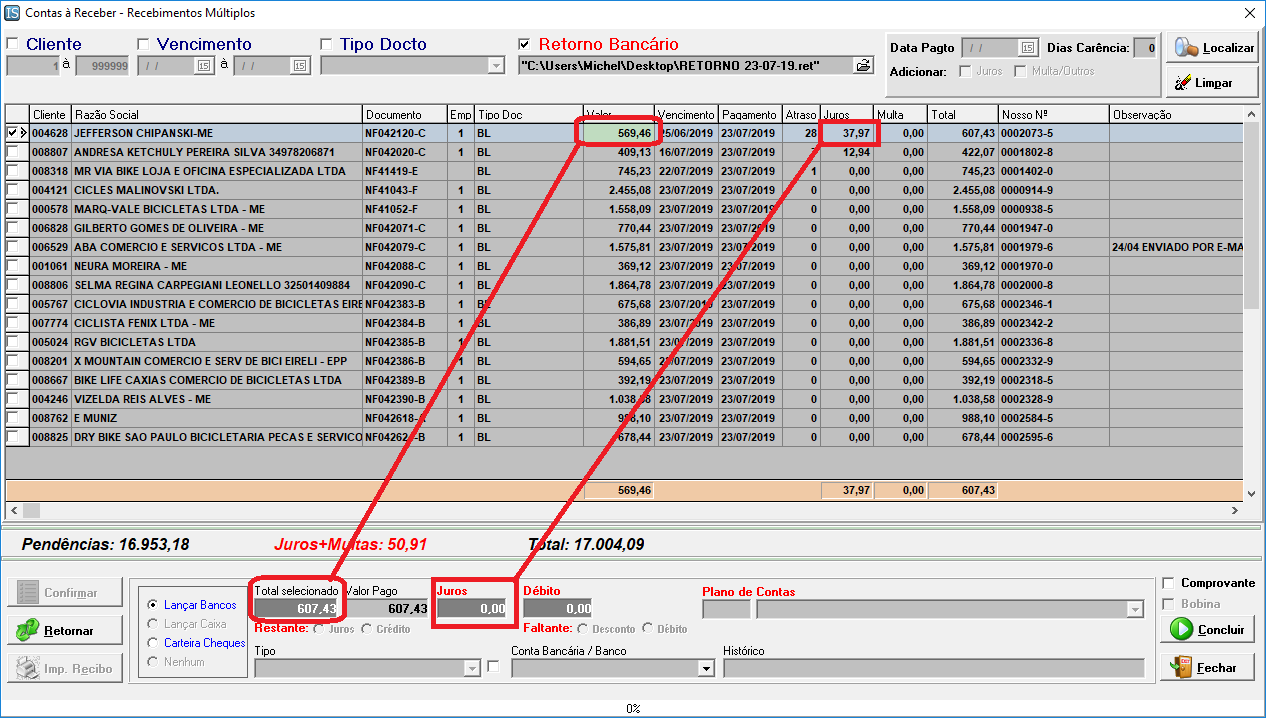 IS Contas à Receber - Recebimentos Múltiplos
Cliente Vencimento Tipo Docto Retorno Bancário
1 à 999999 / / 15 à / / 15 "C:\Users\Michel\Desktop\RETORNO 23-07-19.ret"
Data Pagto / / 15 Dias Carência: 0
Adicionar: Juros Multa/Outros
Localizar
Limpar
Cliente Razão Social Documento Emp Tipo Doc Valor Vencimento Pagamento Atraso Juros Multa Total Nosso Nº Observação
004628 JEFFERSON CHIPANSKI-ME NF042120-C 1 BL 569,46 25/06/2019 23/07/2019 28 37,97 0,00 607,43 0002073-5
008807 ANDRESA KETCHULY PEREIRA SILVA 34978206871 NF042020-C 1 BL 409,13 16/07/2019 23/07/2019 12,94 0,00 422,07 0001802-8
008318 MR VIA BIKE LOJA E OFICINA ESPECIALIZADA LTDA NF41419-E BL 745,23 22/07/2019 23/07/2019 1 0,00 0,00 745,23 0001402-0
004121 CICLES MALINOVSKI LTDA. NF41043-F 1 BL 2.455,08 23/07/2019 23/07/2019 0 0,00 0,00 2.455,08 0000914-9
000578 MARQ-VALE BICICLETAS LTDA - ME NF41052-F 1 BL 1.558,09 23/07/2019 23/07/2019 0 0,00 0,00 1.558,09 0000938-5
006828 GILBERTO GOMES DE OLIVEIRA - ME NF042071-C 1 BL 770,44 23/07/2019 23/07/2019 0 0,00 0,00 770,44 0001947-0
006529 ABA COMERCIO E SERVICOS LTDA - ME NF042079-C 1 BL 1.575,81 23/07/2019 23/07/2019 0 0,00 0,00 1.575,81 0001979-6 24/04 ENVIADO POR E-MA
001061 NEURA MOREIRA - ME NF042088-C 1 BL 369,12 23/07/2019 23/07/2019 0 0,00 0,00 369,12 0001970-0
008806 SELMA REGINA CARPEGIANI LEONELLO 32501409884 NF042090-C 1 BL 1.864,78 23/07/2019 23/07/2019 0 0,00 0,00 1.864,78 0002000-8
005767 CICLOVIA INDUSTRIA E COMERCIO DE BICICLETAS EIRE NF042383-B 1 BL 675,68 23/07/2019 23/07/2019 0 0,00 0,00 675,68 0002346-1
007774 CICLISTA FENIX LTDA - ME NF042384-B 1 BL 386,89 23/07/2019 23/07/2019 0 0,00 0,00 386,89 0002342-2
005024 RGV BICICLETAS LTDA NF042385-B 1 BL 1.881,51 23/07/2019 23/07/2019 0 0,00 0,00 1.881,51 0002336-8
008201 X MOUNTAIN COMERCIO E SERV DE BICI EIRELI - EPP NF042386-B 1 BL 594,65 23/07/2019 23/07/2019 0 0,00 0,00 594,65 0002332-9
008667 BIKE LIFE CAXIAS COMERCIO DE BICICLETAS LTDA NF042389-B 1 BL 392,19 23/07/2019 23/07/2019 0 0,00 0,00 392,19 0002318-5
004246 VIZELDA REIS ALVES - ME NF042390-B 1 BL 1.038,58 23/07/2019 23/07/2019 0 0,00 0,00 1.038,58 0002328-9
008762 E MUNIZ NF042618-A 1 BL 988,10 23/07/2019 23/07/2019 0 0,00 0,00 988,10 0002584-5
008825 DRY BIKE SAO PAULO BICICLETARIA PECAS E SERVICO 1 BL 678,44 23/07/2019 23/07/2019 0 0,00 0,00 678,44 0002595-6
569,46 37,97 0,00 607,43
Pendências: 16.953,18 Juros+Multas: 50,91 Total: 17.004,09
Confirmar
Retornar
Imp. Recibo
Lançar Bancos
Lançar Caixa
Carteira Cheques
Nenhum
Total selecionado Valor Pago Juros Débito Plano de Contas
607,43 607,43 0,00 0,00
Restante: Juros Crédito Faltante: Desconto Débito
Tipo Conta Bancária / Banco Histórico
Comprovante
Bobina
Concluir
Fechar
0%